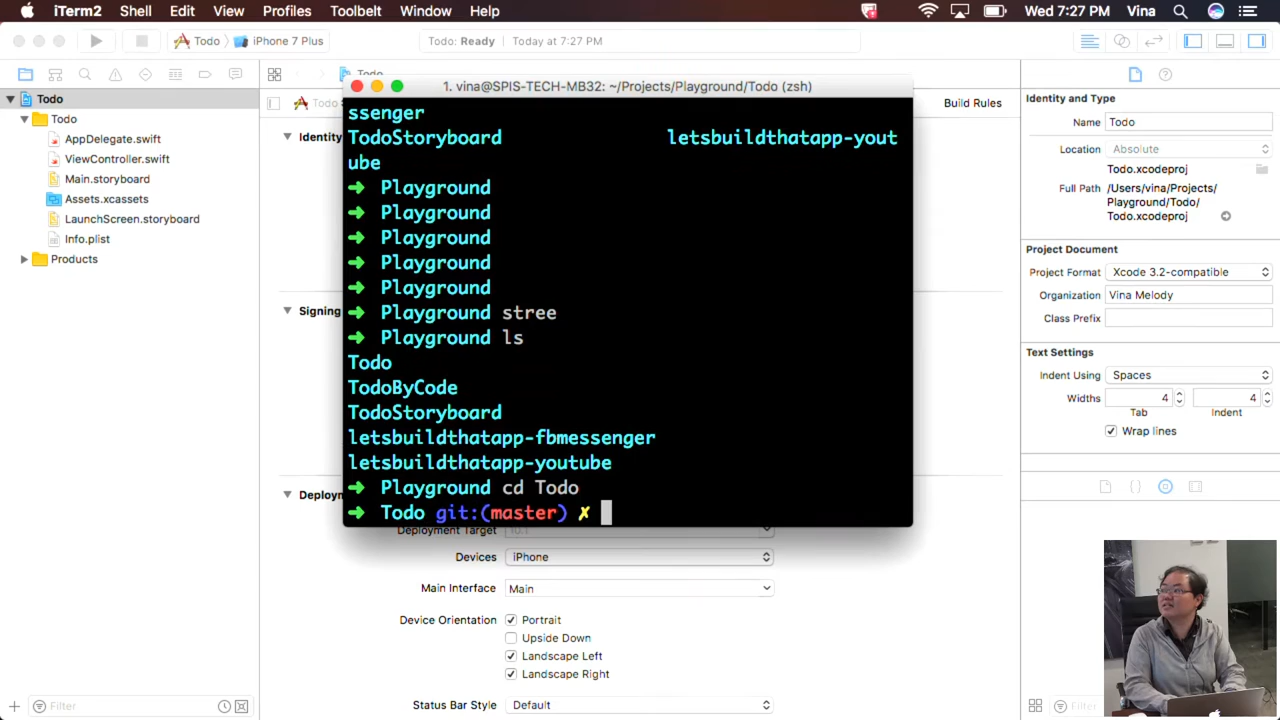 iTerm2 Shell Edit View Profiles Toolbelt Window Help Wed 7:27 PM Vina
Todo iPhone 7 Plus Todo: Ready Today at 7:27 PM
Todo
1. vina@SPIS-TECH-MB32: ~/Projects/Playground/Todo (zsh)
Todo
Todo
AppDelegate.swift
ViewController.swift
Main.storyboard
Assets.xcassets
LaunchScreen.storyboard
Info.plist
Products
Filter
Todo
Build Rules
Identity
Signing
Deploym
ssenger
TodoStoryboard letsbuildthatapp-yout
ube
➜ Playground
➜ Playground
➜ Playground
➜ Playground
➜ Playground
➜ Playground stree
➜ Playground ls
Todo
TodoByCode
TodoStoryboard
letsbuildthatapp-fbmessenger
letsbuildthatapp-youtube
➜ Playground cd Todo
➜ Todo git:(master) ✗
Deployment Target 10.1
Devices iPhone
Main Interface Main
Device Orientation Portrait
Upside Down
Landscape Left
Landscape Right
Status Bar Style Default
Identity and Type
Name Todo
Location Absolute
Todo.xcodeproj
Full Path /Users/vina/Projects/
Playground/Todo/
Todo.xcodeproj
Project Document
Project Format Xcode 3.2-compatible
Organization Vina Melody
Class Prefix
Text Settings
Indent Using Spaces
Widths 4 4
Tab Indent
Wrap lines
Filter